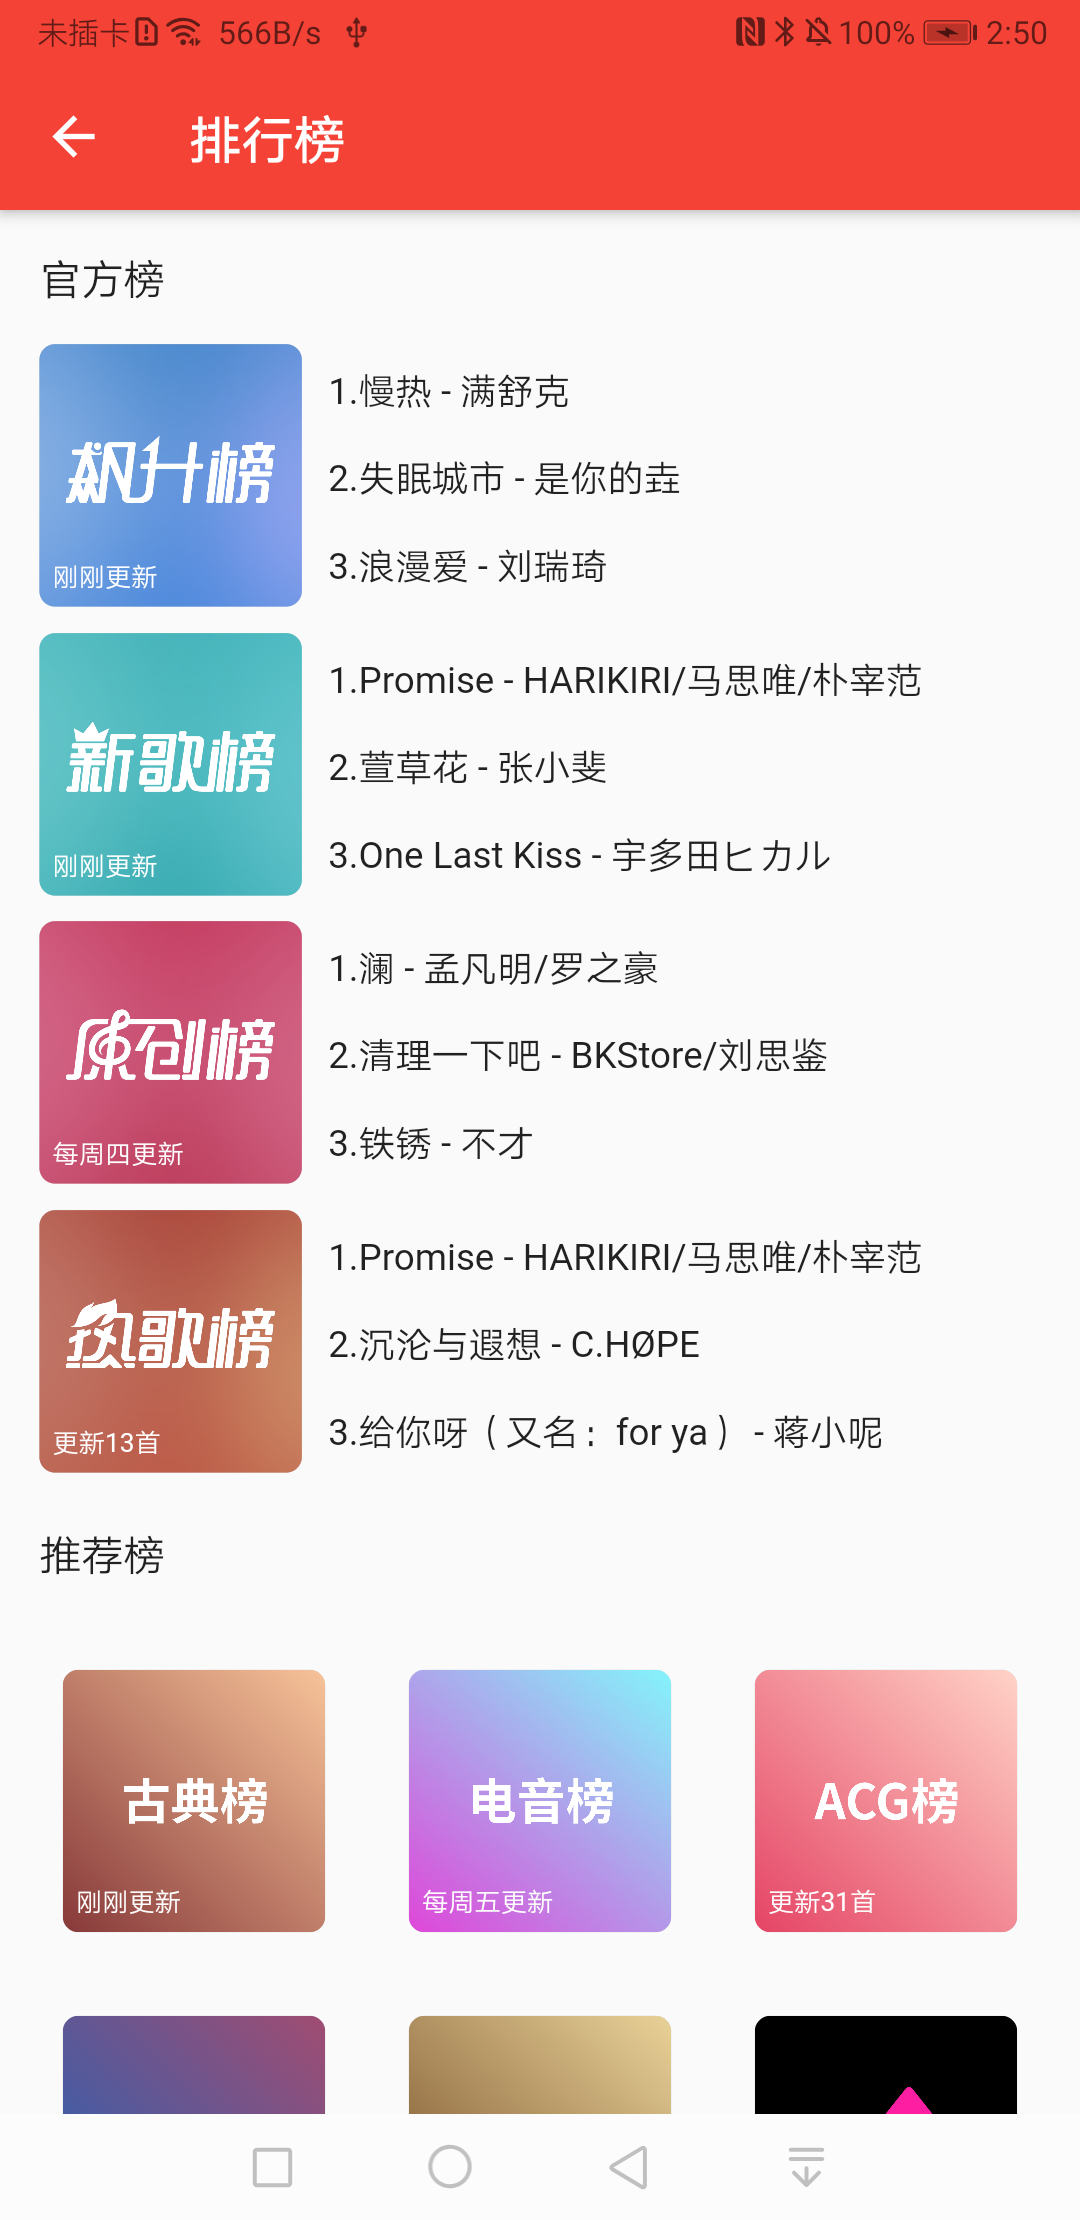 未插卡 566B/s 100% 2:50
排行榜
官方榜
飙升榜
刚刚更新
1.慢热 - 满舒克
2.失眠城市 - 是你的垚
3.浪漫爱 - 刘瑞琦
新歌榜
刚刚更新
1.Promise - HARIKIRI/马思唯/朴宰范
2.萱草花 - 张小斐
3.One Last Kiss - 宇多田ヒカル
原创榜
每周四更新
1.澜 - 孟凡明/罗之豪
2.清理一下吧 - BKStore/刘思鉴
3.铁锈 - 不才
热歌榜
更新13首
1.Promise - HARIKIRI/马思唯/朴宰范
2.沉沦与遐想 - C.HØPE
3.给你呀（又名：for ya） - 蒋小呢
推荐榜
古典榜
刚刚更新
电音榜
每周五更新
ACG榜
更新31首